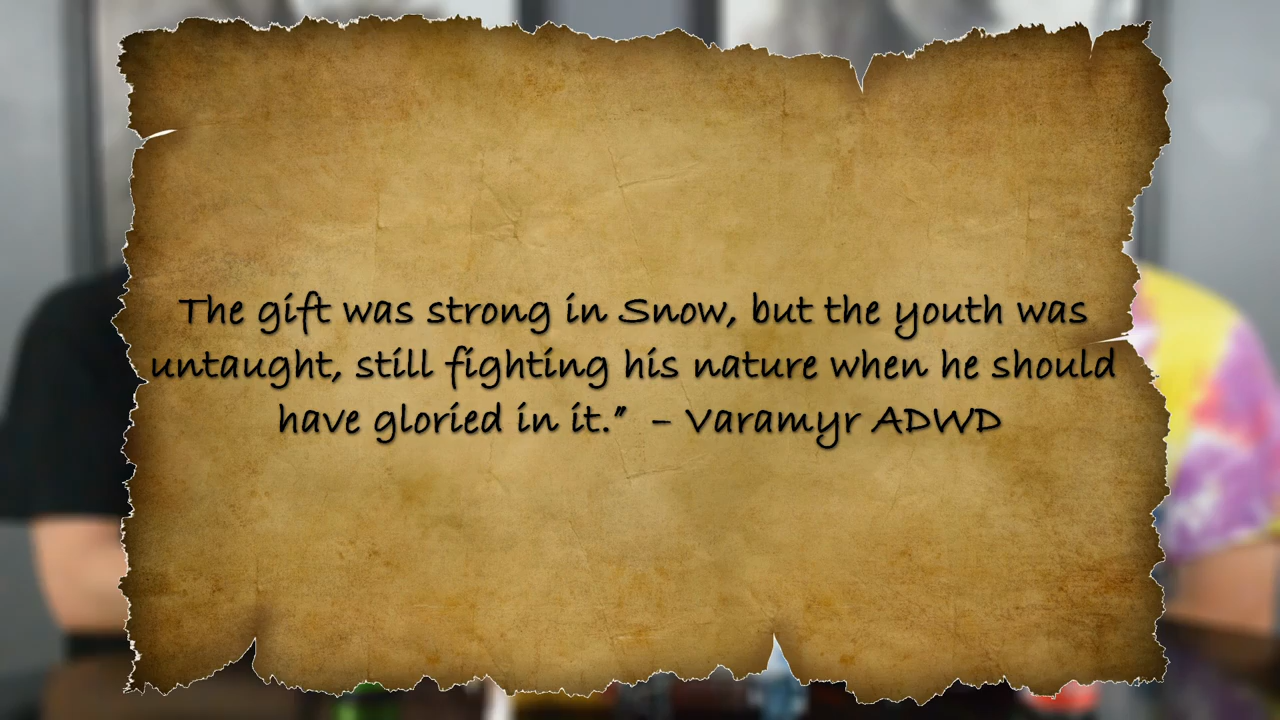 The gift was strong in Snow, but the youth was
untaught, still fighting his nature when he should
have gloried in it.” – Varamyr ADWD